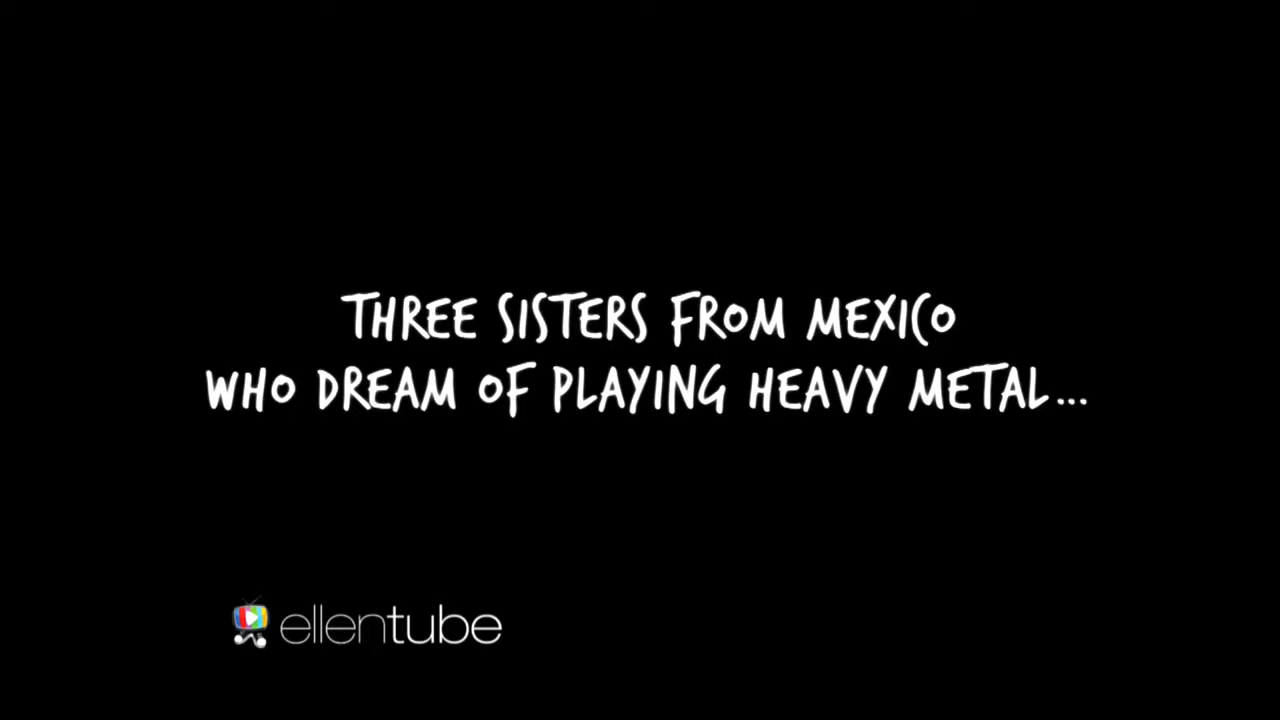 THREE SISTERS FROM MEXICO
WHO DREAM OF PLAYING HEAVY METAL...
ellentube